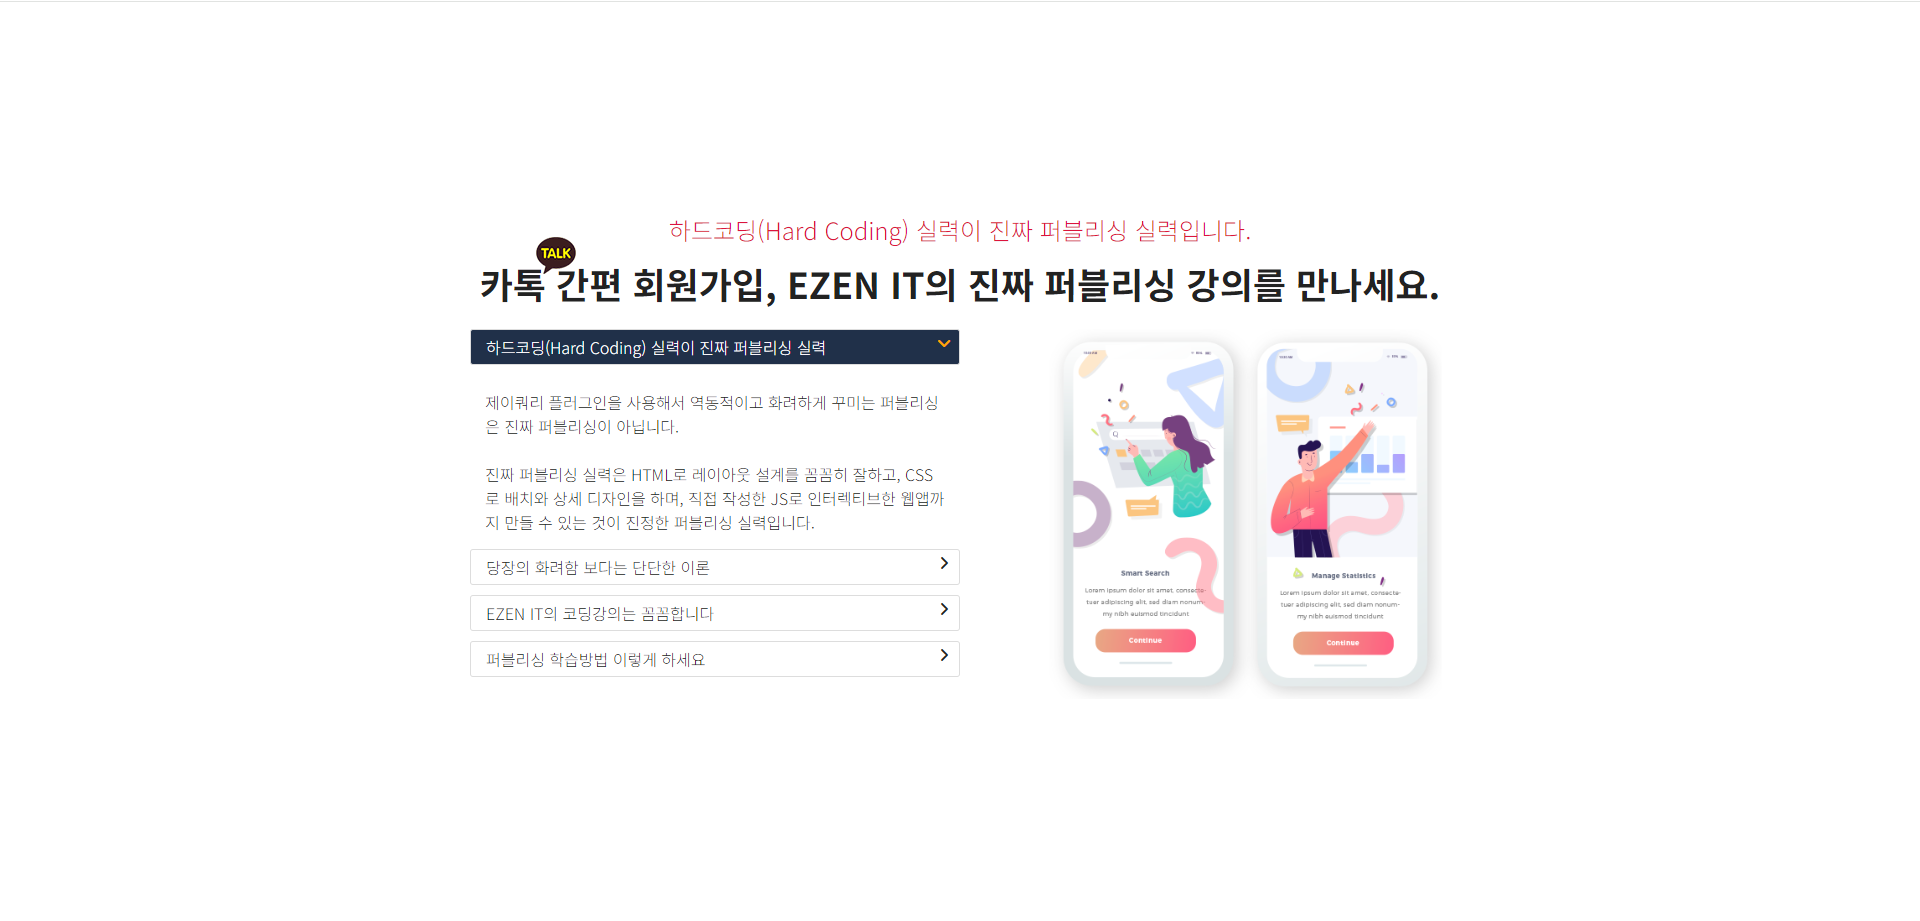 하드코딩(Hard Coding) 실력이 진짜 퍼블리싱 실력입니다.
TALK
카톡 간편 회원가입, EZEN IT의 진짜 퍼블리싱 강의를 만나세요.
하드코딩(Hard Coding) 실력이 진짜 퍼블리싱 실력
제이쿼리 플러그인을 사용해서 역동적이고 화려하게 꾸미는 퍼블리싱
은 진짜 퍼블리싱이 아닙니다.
진짜 퍼블리싱 실력은 HTML로 레이아웃 설계를 꼼꼼히 잘하고, CSS
로 배치와 상세 디자인을 하며, 직접 작성한 JS로 인터렉티브한 웹앱까
지 만들 수 있는 것이 진정한 퍼블리싱 실력입니다.
당장의 화려함 보다는 단단한 이론
EZEN IT의 코딩강의는 꼼꼼합니다
퍼블리싱 학습방법 이렇게 하세요
Smart Search
Lorem ipsum dolor sit amet, consecte-
tuer adipiscing elit, sed diam nonum-
my nibh euismod tincidunt
Continue
Manage Statistics
Lorem ipsum dolor sit amet, consecte-
tuer adipiscing elit, sed diam nonum-
my nibh euismod tincidunt
Continue